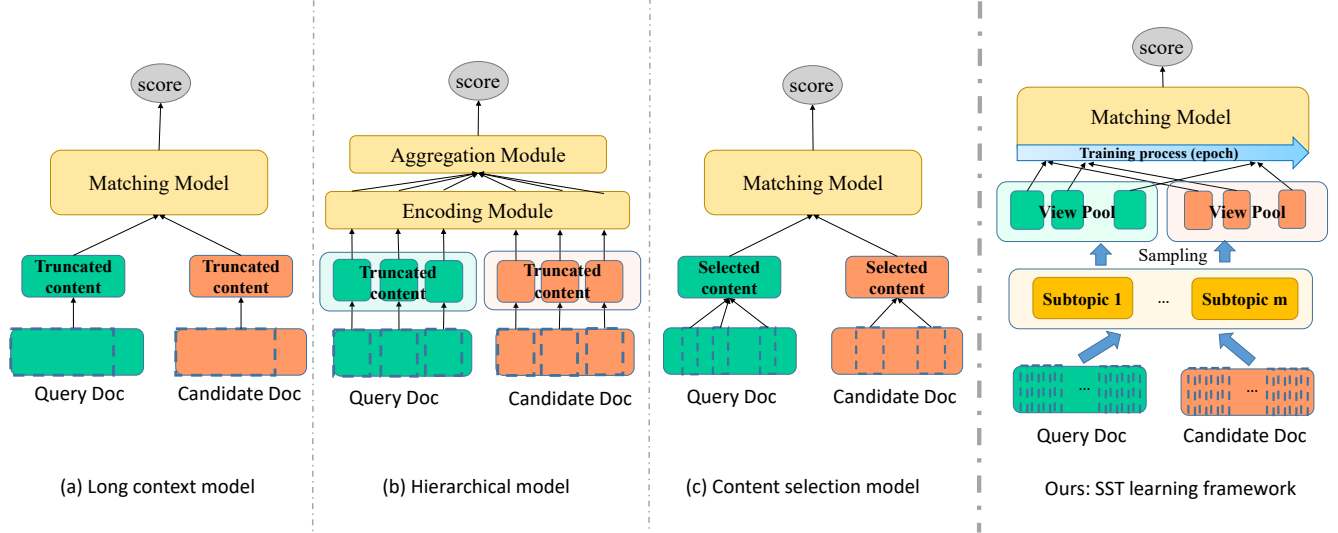 score
Matching Model
Truncated
content
Truncated
content
Query Doc
Candidate Doc
(a) Long context model
score
Aggregation Module
Encoding Module
Truncated
content
Truncated
content
Query Doc
Candidate Doc
(b) Hierarchical model
score
Matching Model
Selected
content
Selected
content
Query Doc
Candidate Doc
(c) Content selection model
score
Matching Model
Training process (epoch)
View Pool
View Pool
Sampling
Subtopic 1
...
Subtopic m
...
...
Query Doc
Candidate Doc
Ours: SST learning framework